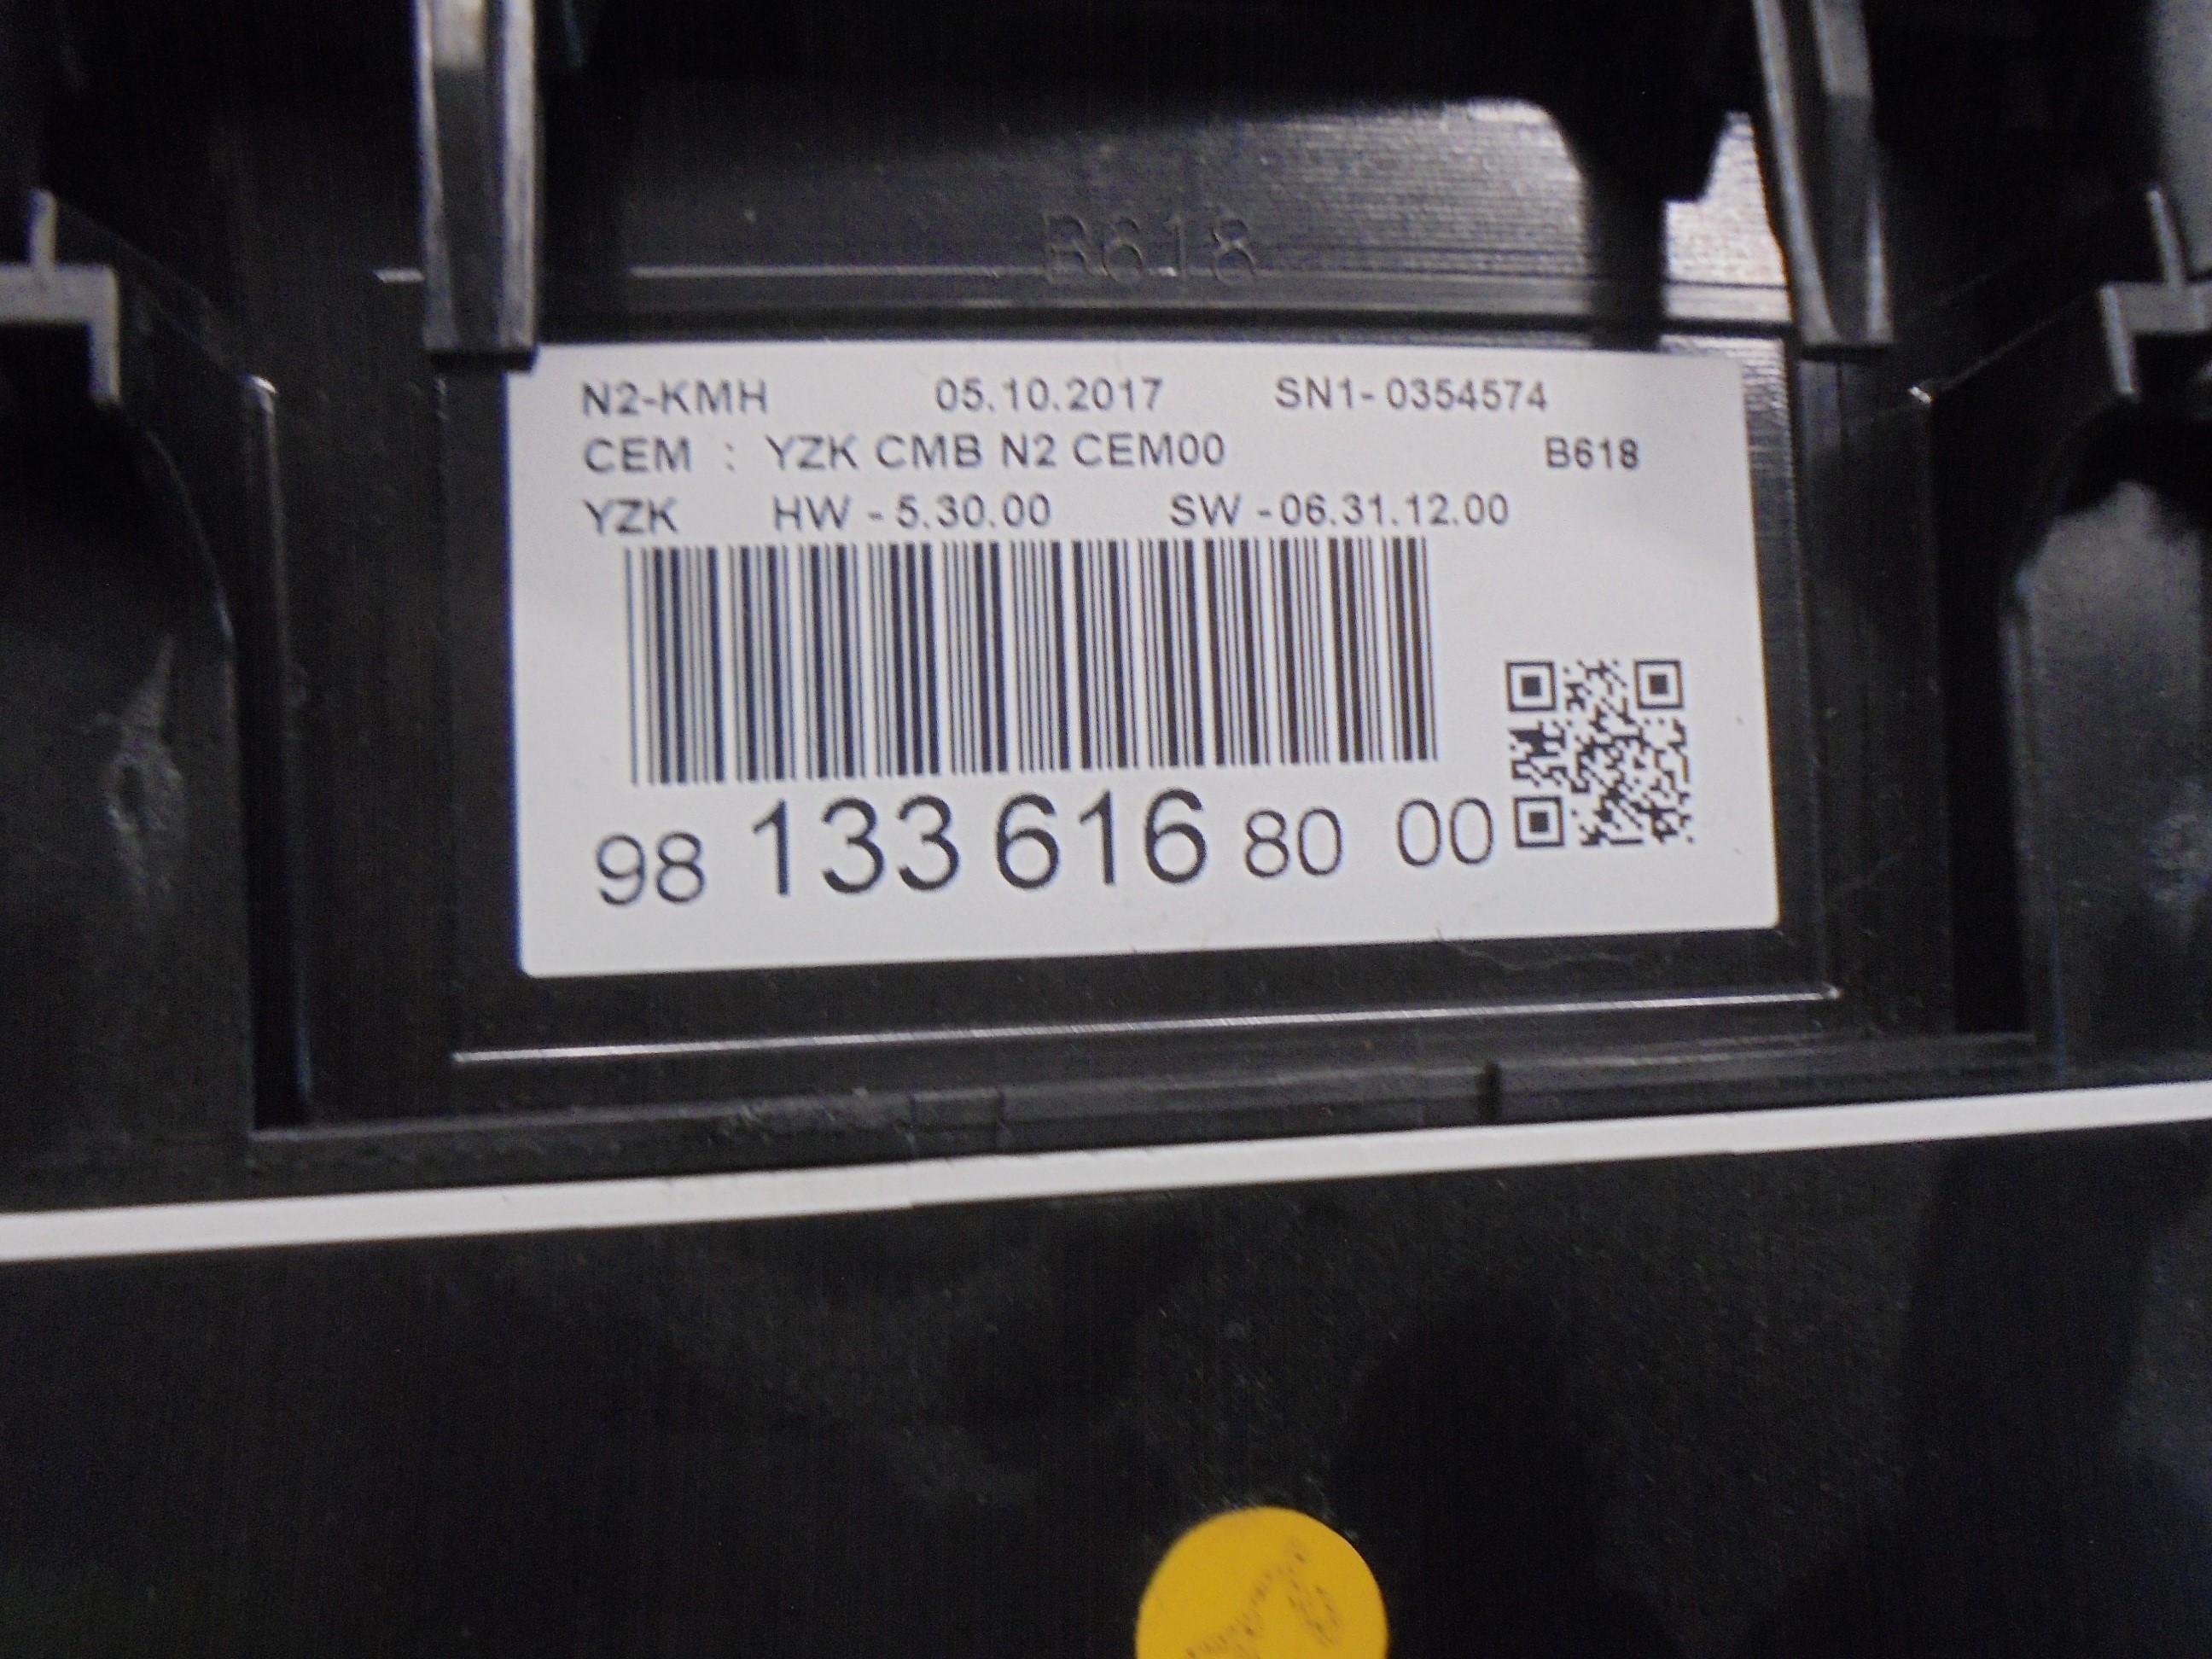 B618
N2-KMH 05.10.2017 SN1-0354574
CEM : YZK CMB N2 CEM00 B618
YZK HW - 5.30.00 SW -06.31.12.00
98 133 616 80 00